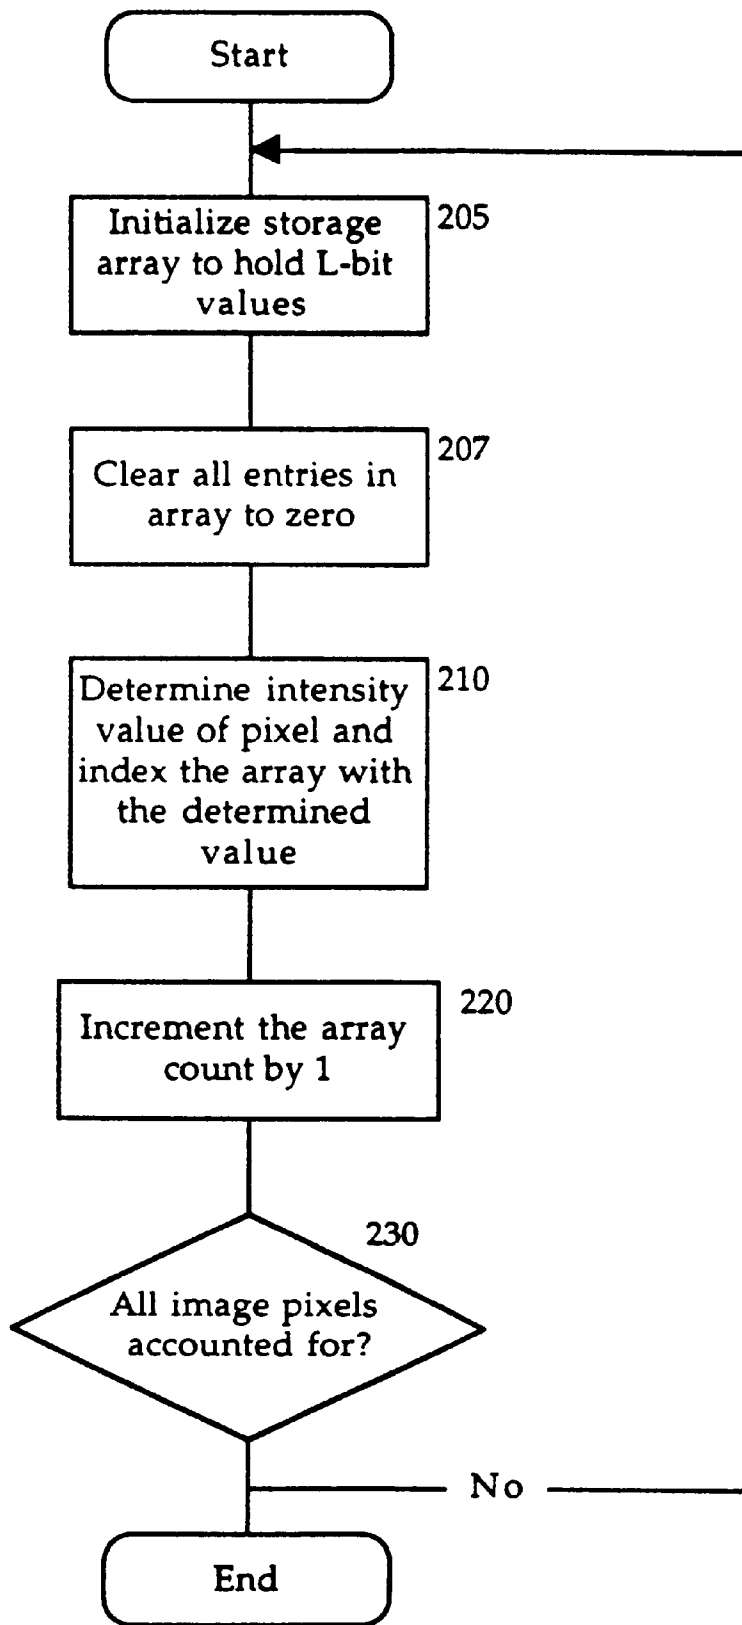 Start
205
Initialize storage
array to hold L-bit
values
207
Clear all entries in
array to zero
210
Determine intensity
value of pixel and
index the array with
the determined
value
220
Increment the array
count by 1
230
All image pixels
accounted for?
No
End